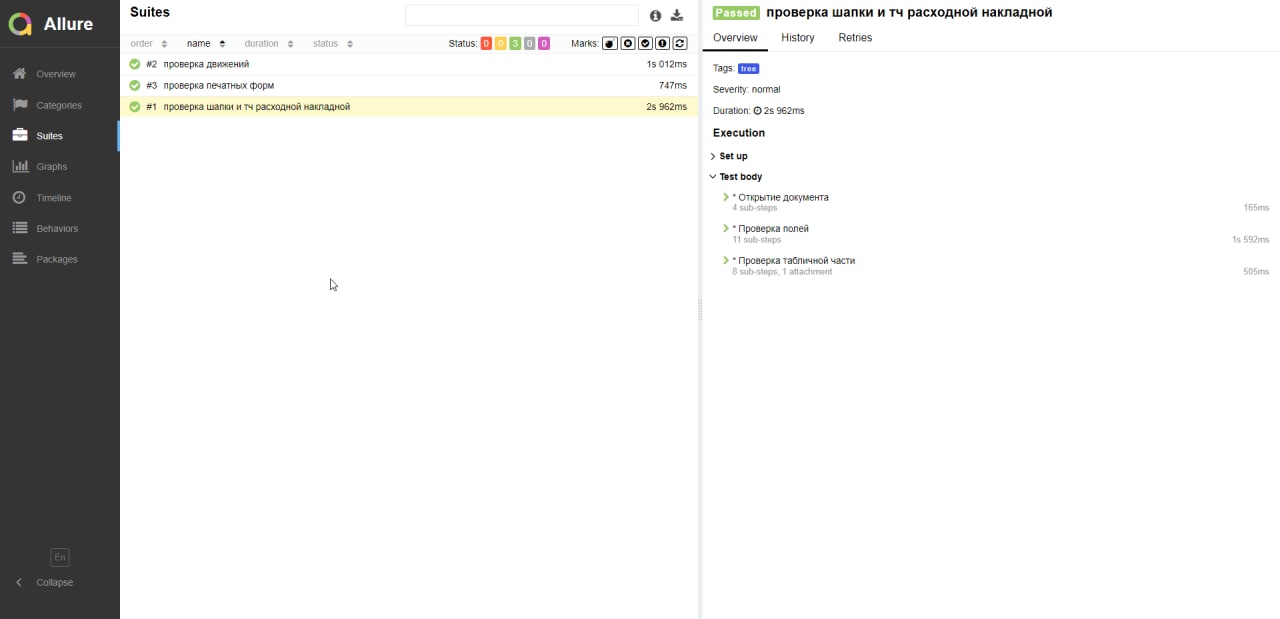 Allure
Overview
Categories
Suites
Graphs
Timeline
Behaviors
Packages
En
Collapse
Suites
order name duration status Status: 0 0 3 0 0 Marks:
#2 проверка движений 1s 012ms
#3 проверка печатных форм 747ms
#1 проверка шапки и тч расходной накладной 2s 962ms
Passed проверка шапки и тч расходной накладной
Overview History Retries
Tags: tree
Severity: normal
Duration: 2s 962ms
Execution
Set up
Test body
* Открытие документа
4 sub-steps 165ms
* Проверка полей
11 sub-steps 1s 592ms
* Проверка табличной части
8 sub-steps, 1 attachment 505ms